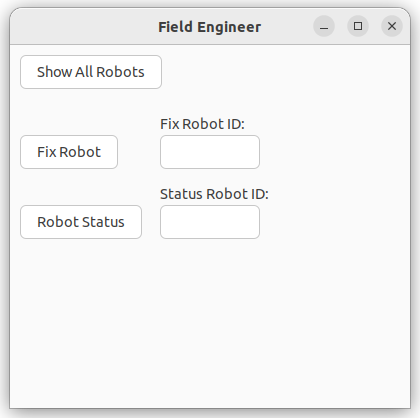 Field Engineer
Show All Robots
Fix Robot ID:
Fix Robot
Status Robot ID:
Robot Status